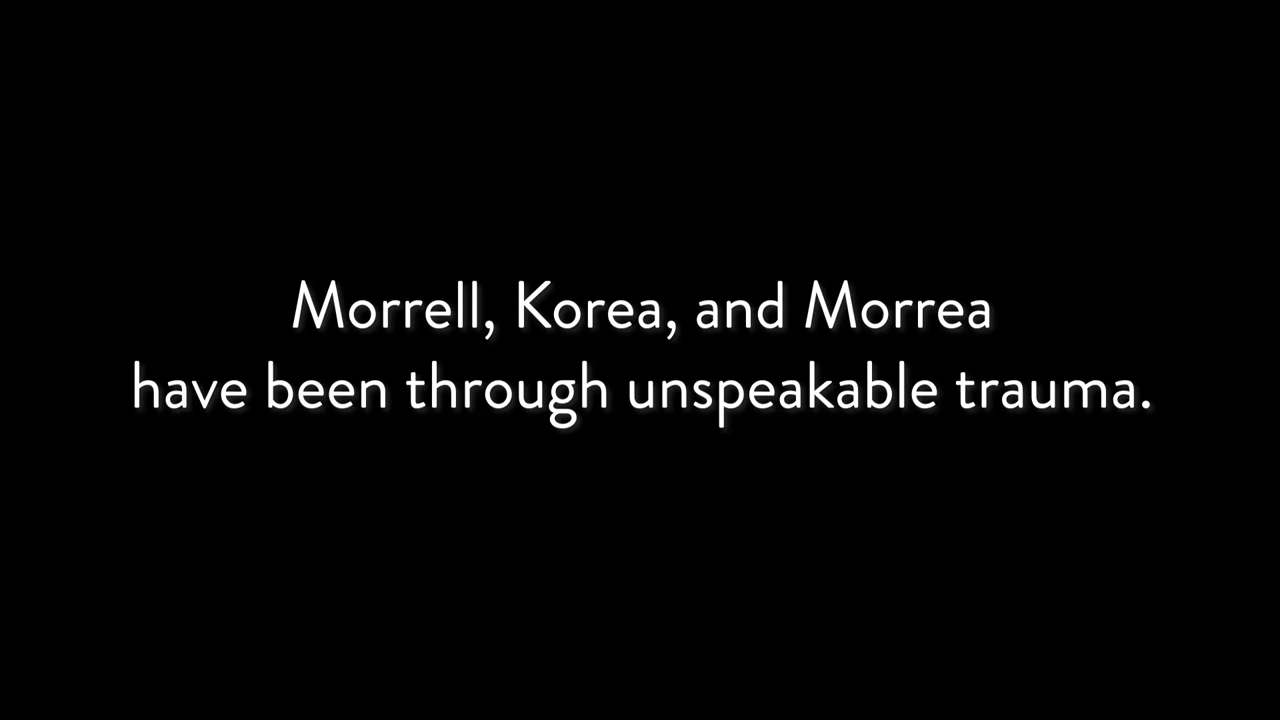 Morrell, Korea, and Morrea
have been through unspeakable trauma.